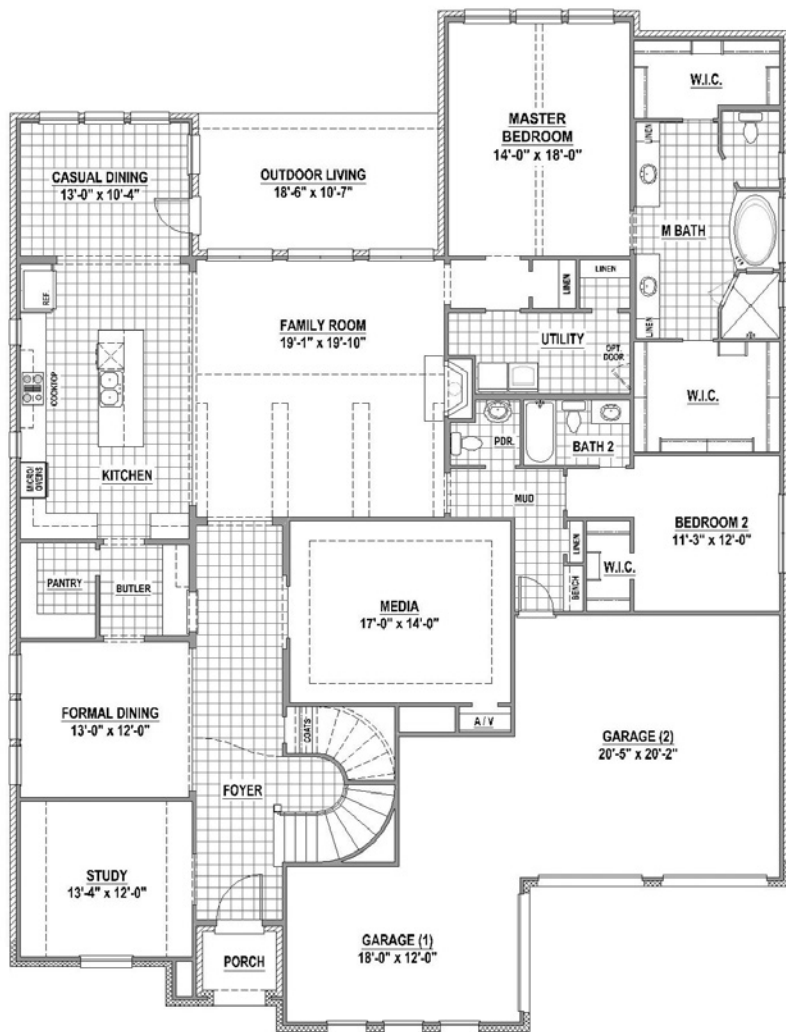 W.I.C.
MASTER
BEDROOM
14'-0" x 18'-0"
LINEN
CASUAL DINING
13'-0" x 10'-4"
OUTDOOR LIVING
18'-6" x 10'-7"
M BATH
REF.
LINEN
LINEN
LINEN
FAMILY ROOM
19'-1" x 19'-10"
UTILITY
OPT.
DOOR
COOKTOP
W.I.C.
MICRO/
OVENS
KITCHEN
PDR.
BATH 2
MUD
BEDROOM 2
11'-3" x 12'-0"
LINEN
W.I.C.
BENCH
PANTRY
BUTLER
MEDIA
17'-0" x 14'-0"
FORMAL DINING
13'-0" x 12'-0"
COATS
A / V
GARAGE (2)
20'-5" x 20'-2"
FOYER
STUDY
13'-4" x 12'-0"
PORCH
GARAGE (1)
18'-0" x 12'-0"